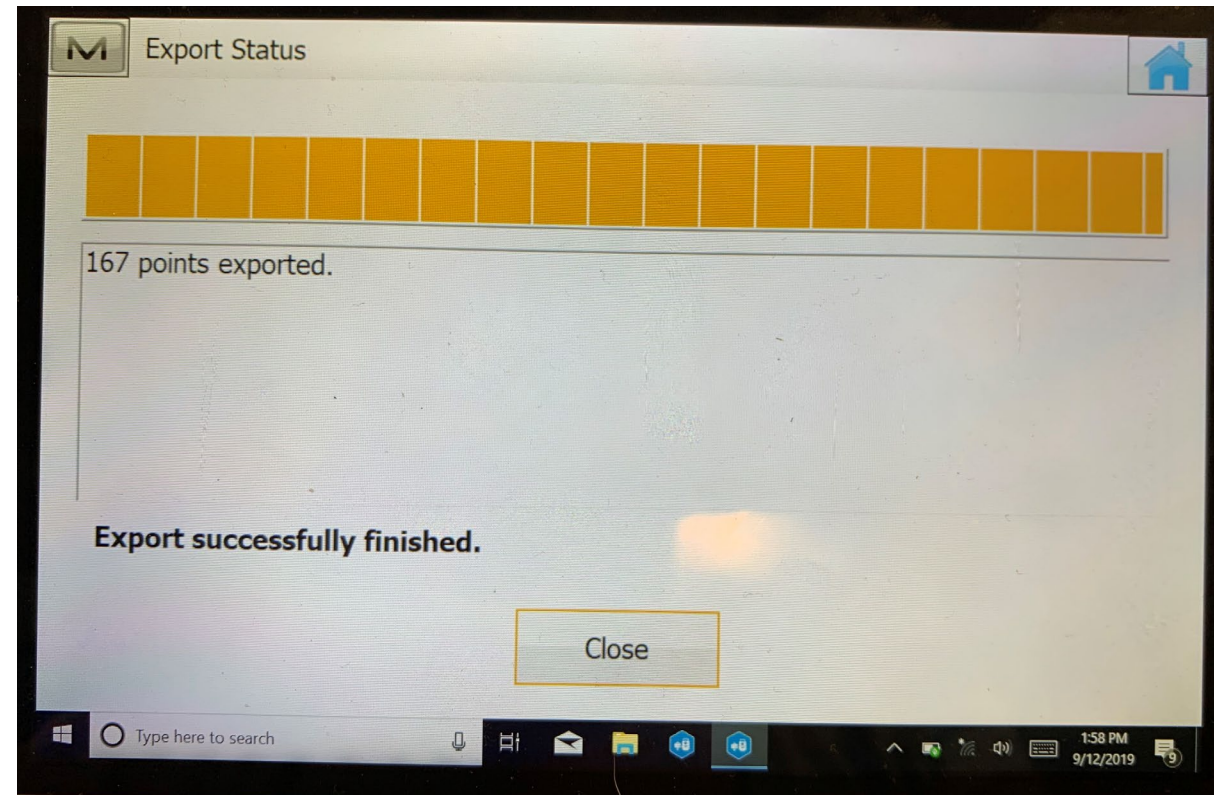 M Export Status
167 points exported.
Export successfully finished.
Close
Type here to search
1:58 PM
9/12/2019
9